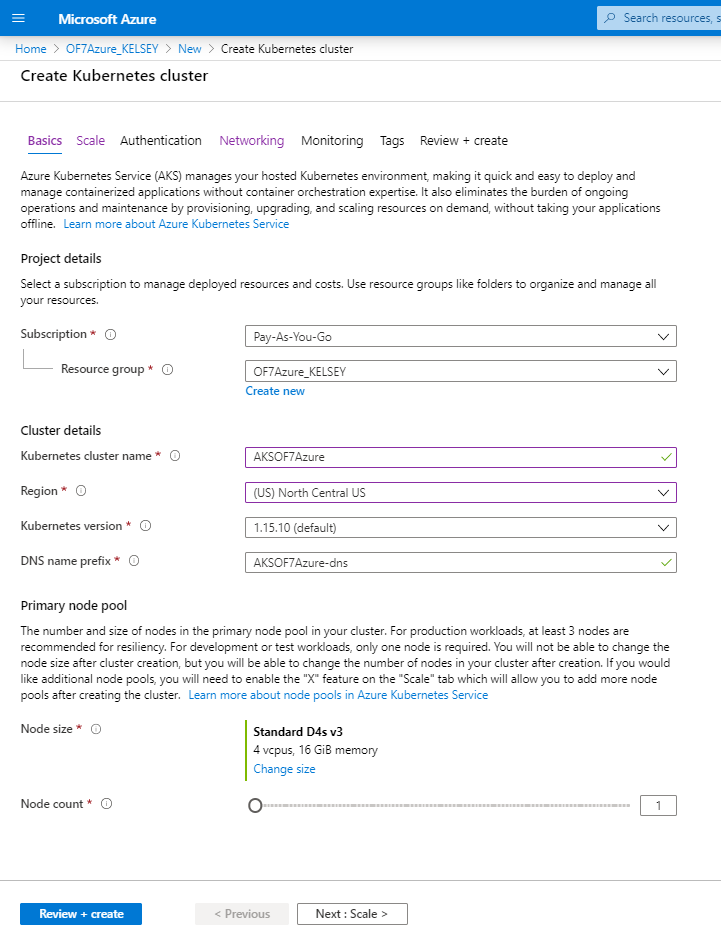 Microsoft Azure
Search resources, s
Home > OF7Azure_KELSEY > New > Create Kubernetes cluster
Create Kubernetes cluster
Basics Scale Authentication Networking Monitoring Tags Review + create
Azure Kubernetes Service (AKS) manages your hosted Kubernetes environment, making it quick and easy to deploy and
manage containerized applications without container orchestration expertise. It also eliminates the burden of ongoing
operations and maintenance by provisioning, upgrading, and scaling resources on demand, without taking your applications
offline. Learn more about Azure Kubernetes Service
Project details
Select a subscription to manage deployed resources and costs. Use resource groups like folders to organize and manage all
your resources.
Subscription *
Pay-As-You-Go
Resource group *
OF7Azure_KELSEY
Create new
Cluster details
Kubernetes cluster name *
AKSOF7Azure
Region *
(US) North Central US
Kubernetes version *
1.15.10 (default)
DNS name prefix *
AKSOF7Azure-dns
Primary node pool
The number and size of nodes in the primary node pool in your cluster. For production workloads, at least 3 nodes are
recommended for resiliency. For development or test workloads, only one node is required. You will not be able to change the
node size after cluster creation, but you will be able to change the number of nodes in your cluster after creation. If you would
like additional node pools, you will need to enable the "X" feature on the "Scale" tab which will allow you to add more node
pools after creating the cluster. Learn more about node pools in Azure Kubernetes Service
Node size *
Standard D4s v3
4 vcpus, 16 GiB memory
Change size
Node count *
1
Review + create
< Previous
Next : Scale >